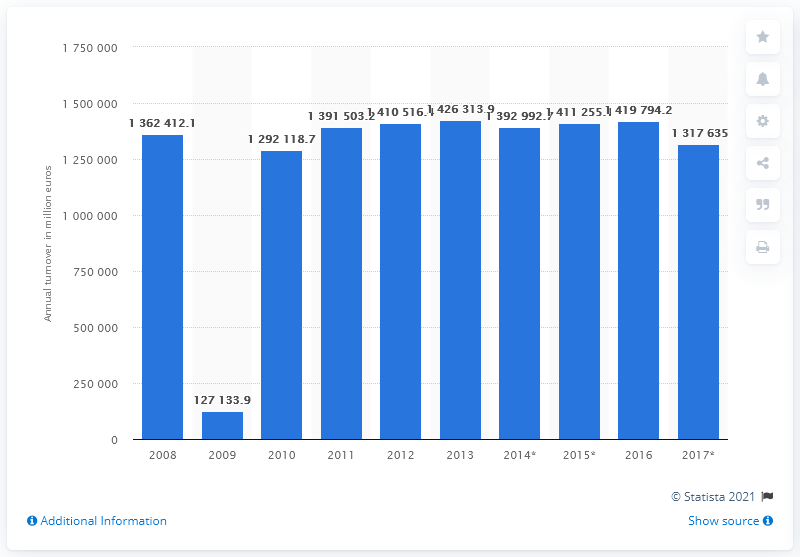 1 750 000
1 500 000
1 250 000
1 000 000
750 000
500 000
250 000
0
Annual turnover in million euros
1 362 412.1
127 133.9
1 292 118.7
1 391 503.2
1 410 516.1
1 426 313.9
1 392 992.7
1 411 255.1
1 419 794.2
1 317 635
2008 2009 2010 2011 2012 2013 2014* 2015* 2016 2017*
© Statista 2021
Additional Information
Show source